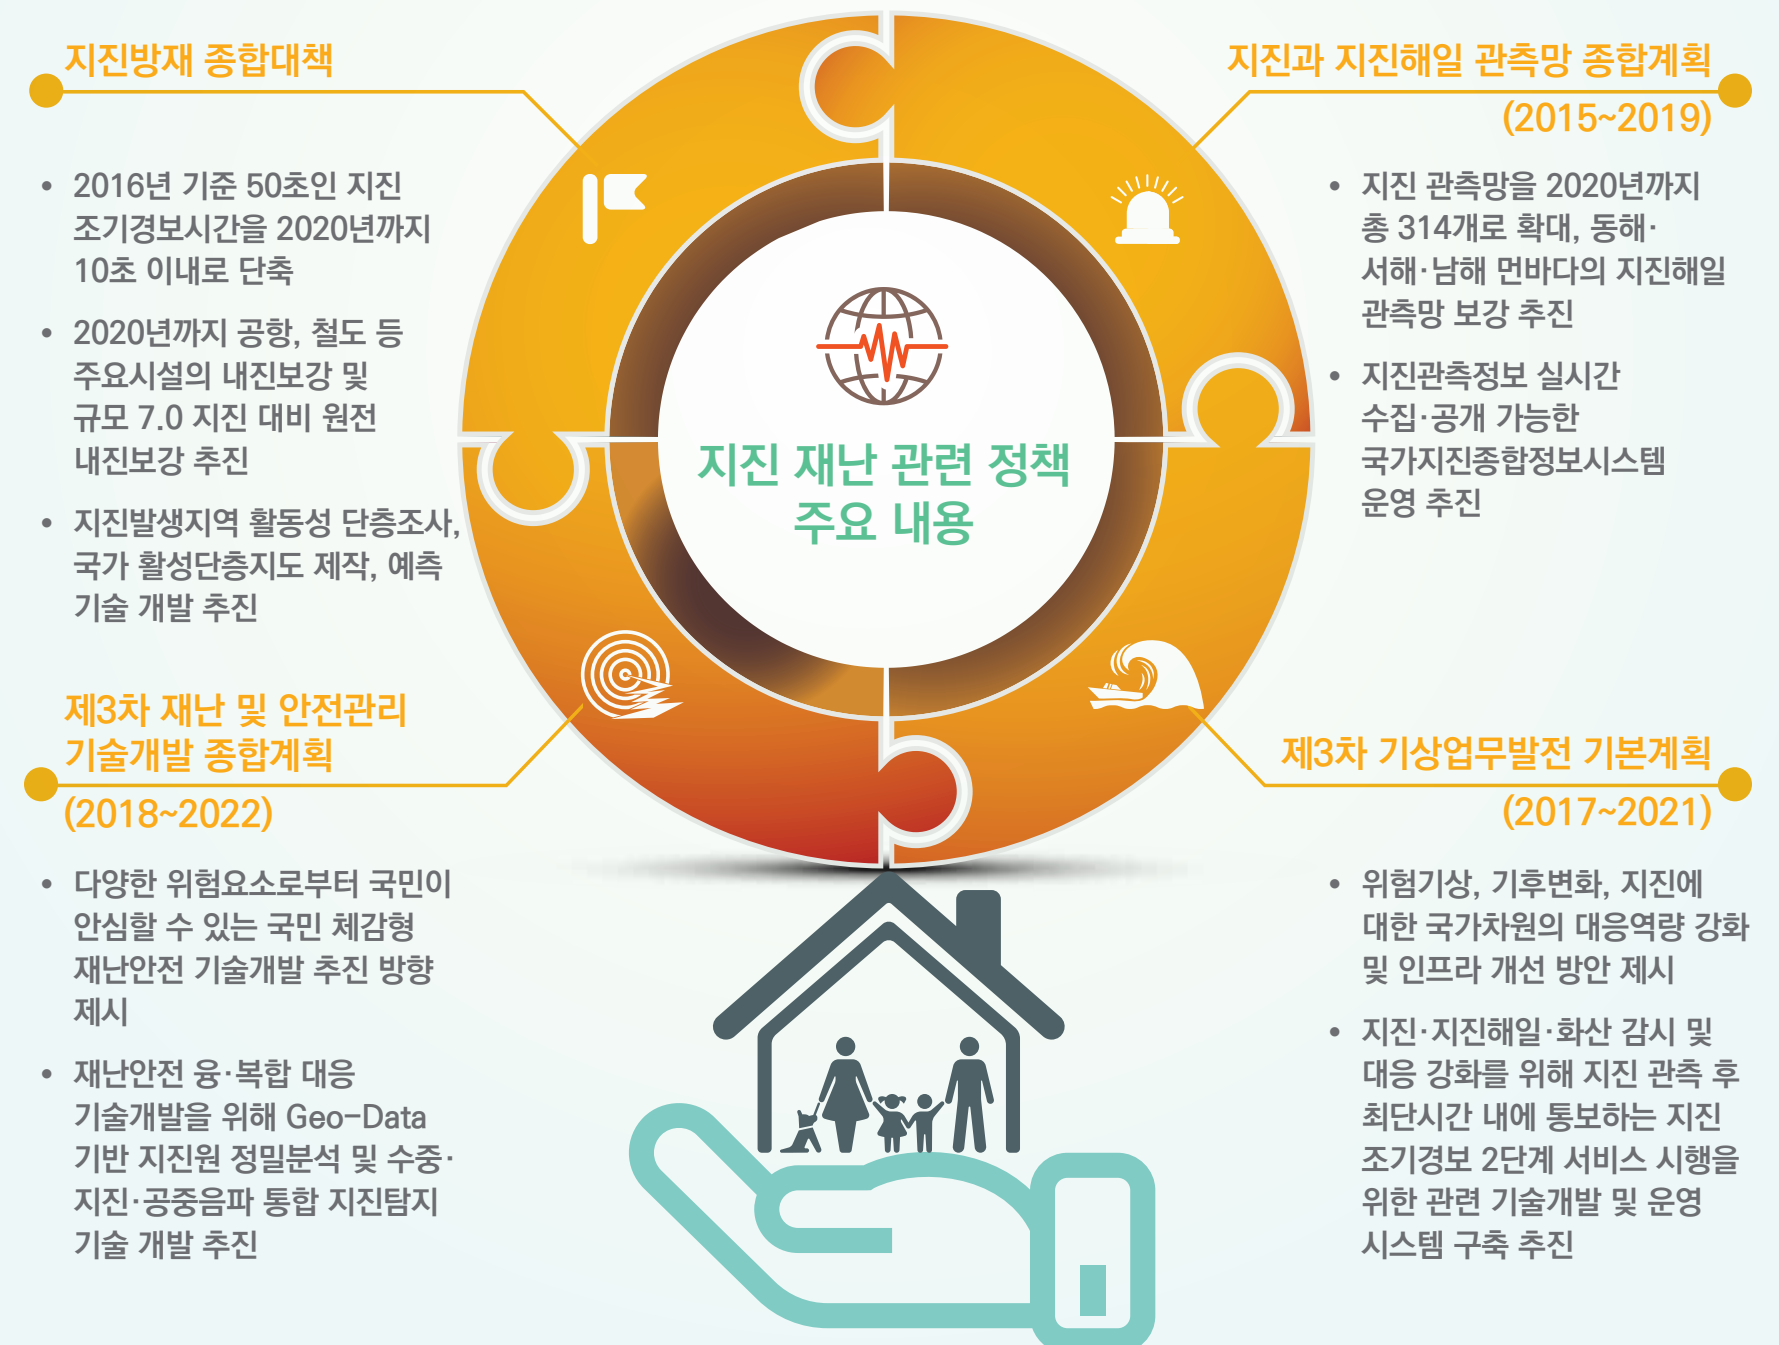 지진방재 종합대책
• 2016년 기준 50초인 지진
조기경보시간을 2020년까지
10초 이내로 단축
• 2020년까지 공항, 철도 등
주요시설의 내진보강 및
규모 7.0 지진 대비 원전
내진보강 추진
• 지진발생지역 활동성 단층조사,
국가 활성단층지도 제작, 예측
기술 개발 추진
지진과 지진해일 관측망 종합계획
(2015~2019)
• 지진 관측망을 2020년까지
총 314개로 확대, 동해·
서해·남해 먼바다의 지진해일
관측망 보강 추진
• 지진관측정보 실시간
수집·공개 가능한
국가지진종합정보시스템
운영 추진
지진 재난 관련 정책
주요 내용
제3차 재난 및 안전관리
기술개발 종합계획
(2018~2022)
• 다양한 위험요소로부터 국민이
안심할 수 있는 국민 체감형
재난안전 기술개발 추진 방향
제시
• 재난안전 융·복합 대응
기술개발을 위해 Geo-Data
기반 지진원 정밀분석 및 수중·
지진·공중음파 통합 지진탐지
기술 개발 추진
제3차 기상업무발전 기본계획
(2017~2021)
• 위험기상, 기후변화, 지진에
대한 국가차원의 대응역량 강화
및 인프라 개선 방안 제시
• 지진·지진해일·화산 감시 및
대응 강화를 위해 지진 관측 후
최단시간 내에 통보하는 지진
조기경보 2단계 서비스 시행을
위한 관련 기술개발 및 운영
시스템 구축 추진